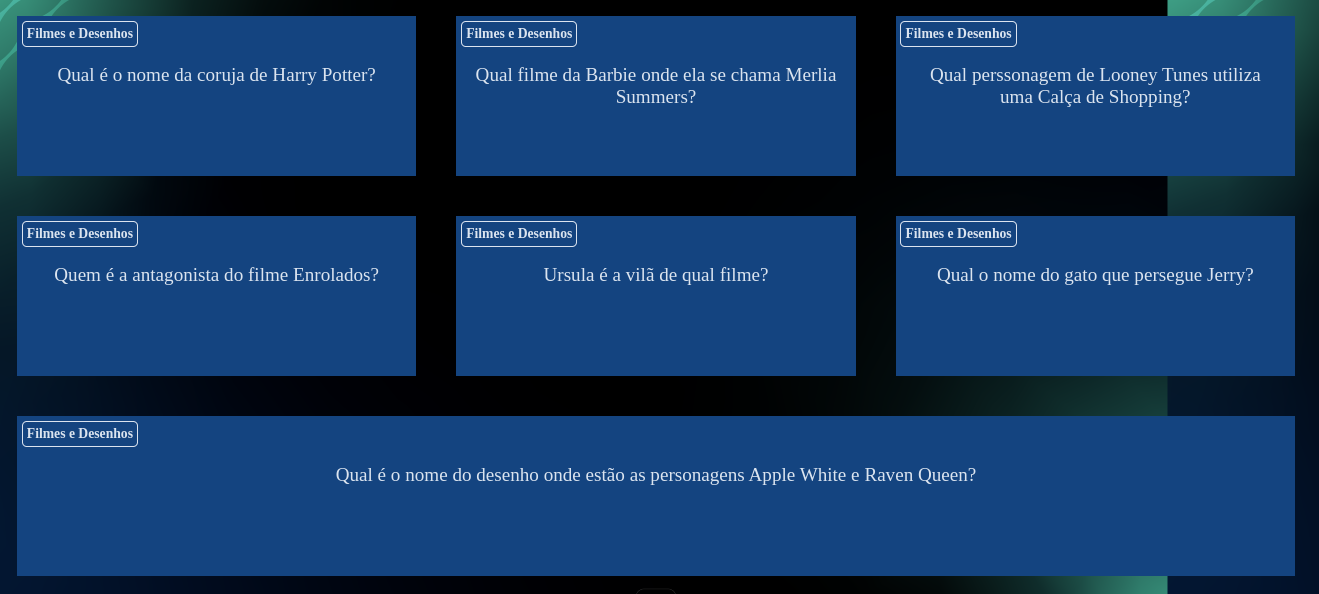 Filmes e Desenhos
Qual é o nome da coruja de Harry Potter?
Filmes e Desenhos
Qual filme da Barbie onde ela se chama Merlia
Summers?
Filmes e Desenhos
Qual perssonagem de Looney Tunes utiliza
uma Calça de Shopping?
Filmes e Desenhos
Quem é a antagonista do filme Enrolados?
Filmes e Desenhos
Ursula é a vilã de qual filme?
Filmes e Desenhos
Qual o nome do gato que persegue Jerry?
Filmes e Desenhos
Qual é o nome do desenho onde estão as personagens Apple White e Raven Queen?